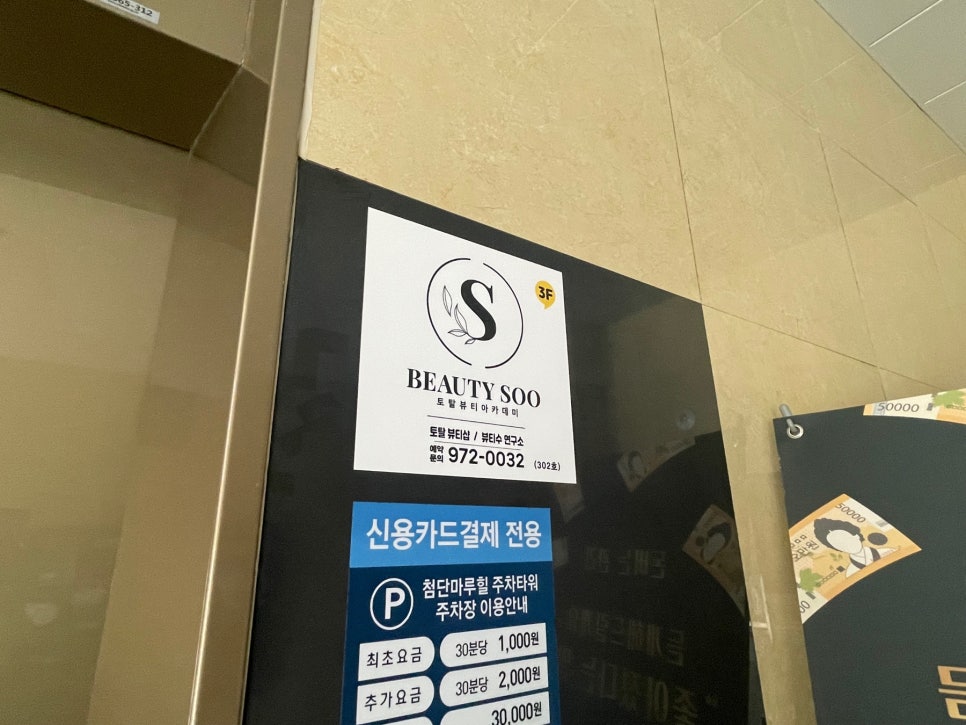 S
3F
BEAUTY SOO
토탈뷰티아카데미
토탈 뷰티샵 / 뷰티수 연구소
예약
문의 972-0032 (302호)
신용카드결제 전용
P 첨단마루힐 주차타워
주차장 이용안내
최초요금 30분당 1,000원
추가요금 30분당 2,000원
30,000원
50000
50000